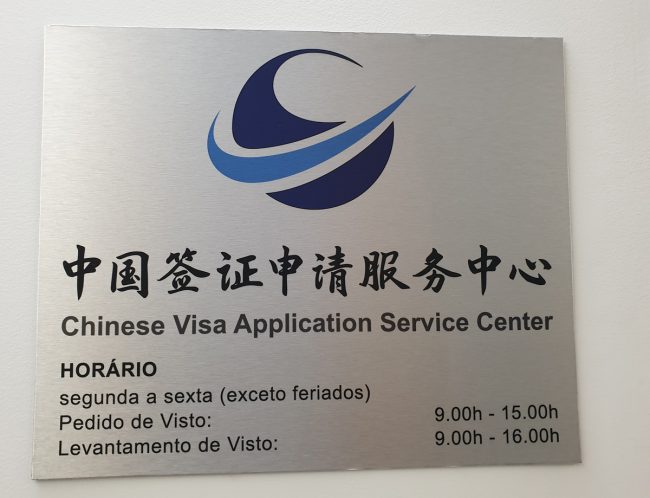 中国签证申请服务中心
Chinese Visa Application Service Center
HORÁRIO
segunda a sexta (exceto feriados)
Pedido de Visto: 9.00h - 15.00h
Levantamento de Visto: 9.00h - 16.00h